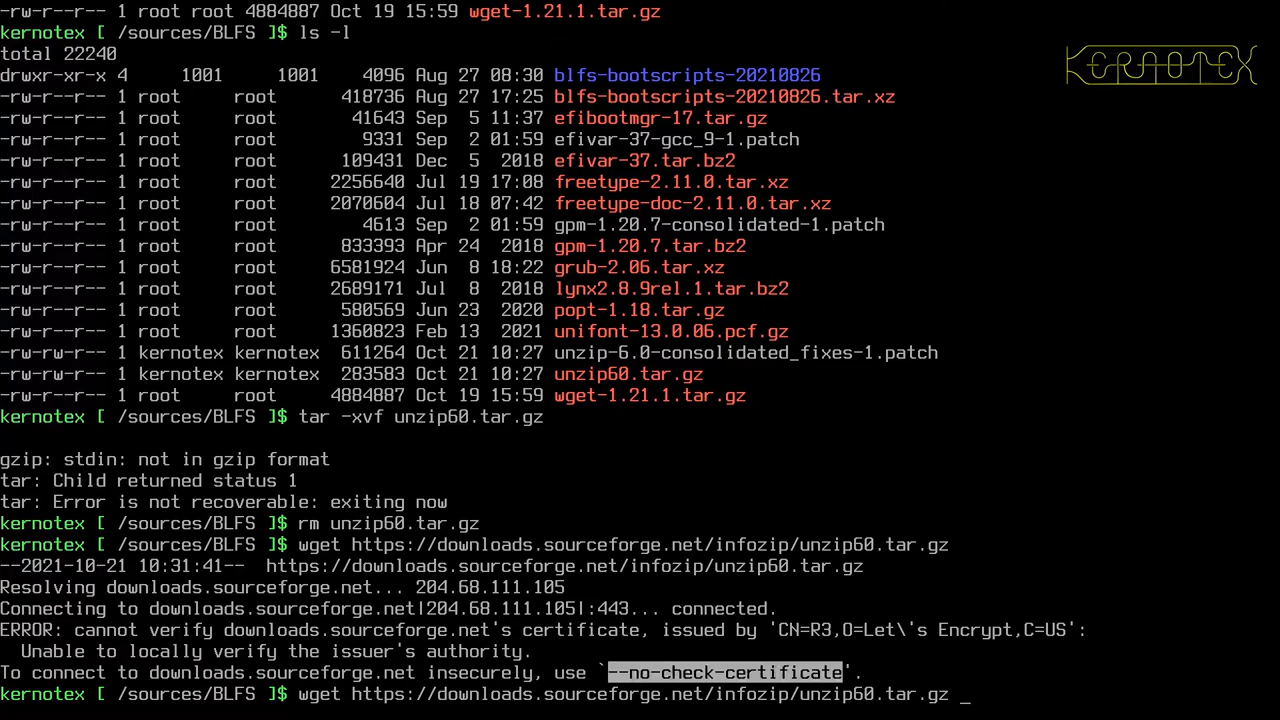 -rw-r--r-- 1 root root 4884887 Oct 19 15:59 wget-1.21.1.tar.gz
kernotex [ /sources/BLFS ]$ ls -l
total 22240
drwxr-xr-x 4     1001     1001    4096 Aug 27 08:30 blfs-bootscripts-20210826
-rw-r--r-- 1 root     root      418736 Aug 27 17:25 blfs-bootscripts-20210826.tar.xz
-rw-r--r-- 1 root     root       41643 Sep  5 11:37 efibootmgr-17.tar.gz
-rw-r--r-- 1 root     root        9331 Sep  2 01:59 efivar-37-gcc_9-1.patch
-rw-r--r-- 1 root     root      109431 Dec  5  2018 efivar-37.tar.bz2
-rw-r--r-- 1 root     root     2256640 Jul 19 17:08 freetype-2.11.0.tar.xz
-rw-r--r-- 1 root     root     2070604 Jul 18 07:42 freetype-doc-2.11.0.tar.xz
-rw-r--r-- 1 root     root        4613 Sep  2 01:59 gpm-1.20.7-consolidated-1.patch
-rw-r--r-- 1 root     root      833393 Apr 24  2018 gpm-1.20.7.tar.bz2
-rw-r--r-- 1 root     root     6581924 Jun  8 18:22 grub-2.06.tar.xz
-rw-r--r-- 1 root     root     2689171 Jul  8  2018 lynx2.8.9rel.1.tar.bz2
-rw-r--r-- 1 root     root      580569 Jun 23  2020 popt-1.18.tar.gz
-rw-r--r-- 1 root     root     1360823 Feb 13  2021 unifont-13.0.06.pcf.gz
-rw-rw-r-- 1 kernotex kernotex  611264 Oct 21 10:27 unzip-6.0-consolidated_fixes-1.patch
-rw-rw-r-- 1 kernotex kernotex  283583 Oct 21 10:27 unzip60.tar.gz
-rw-r--r-- 1 root     root     4884887 Oct 19 15:59 wget-1.21.1.tar.gz
kernotex [ /sources/BLFS ]$ tar -xvf unzip60.tar.gz
gzip: stdin: not in gzip format
tar: Child returned status 1
tar: Error is not recoverable: exiting now
kernotex [ /sources/BLFS ]$ rm unzip60.tar.gz
kernotex [ /sources/BLFS ]$ wget https://downloads.sourceforge.net/infozip/unzip60.tar.gz
--2021-10-21 10:31:41--  https://downloads.sourceforge.net/infozip/unzip60.tar.gz
Resolving downloads.sourceforge.net... 204.68.111.105
Connecting to downloads.sourceforge.net|204.68.111.105|:443... connected.
ERROR: cannot verify downloads.sourceforge.net's certificate, issued by 'CN=R3,O=Let\'s Encrypt,C=US':
  Unable to locally verify the issuer's authority.
To connect to downloads.sourceforge.net insecurely, use `--no-check-certificate'.
kernotex [ /sources/BLFS ]$ wget https://downloads.sourceforge.net/infozip/unzip60.tar.gz _
KERNOTEX